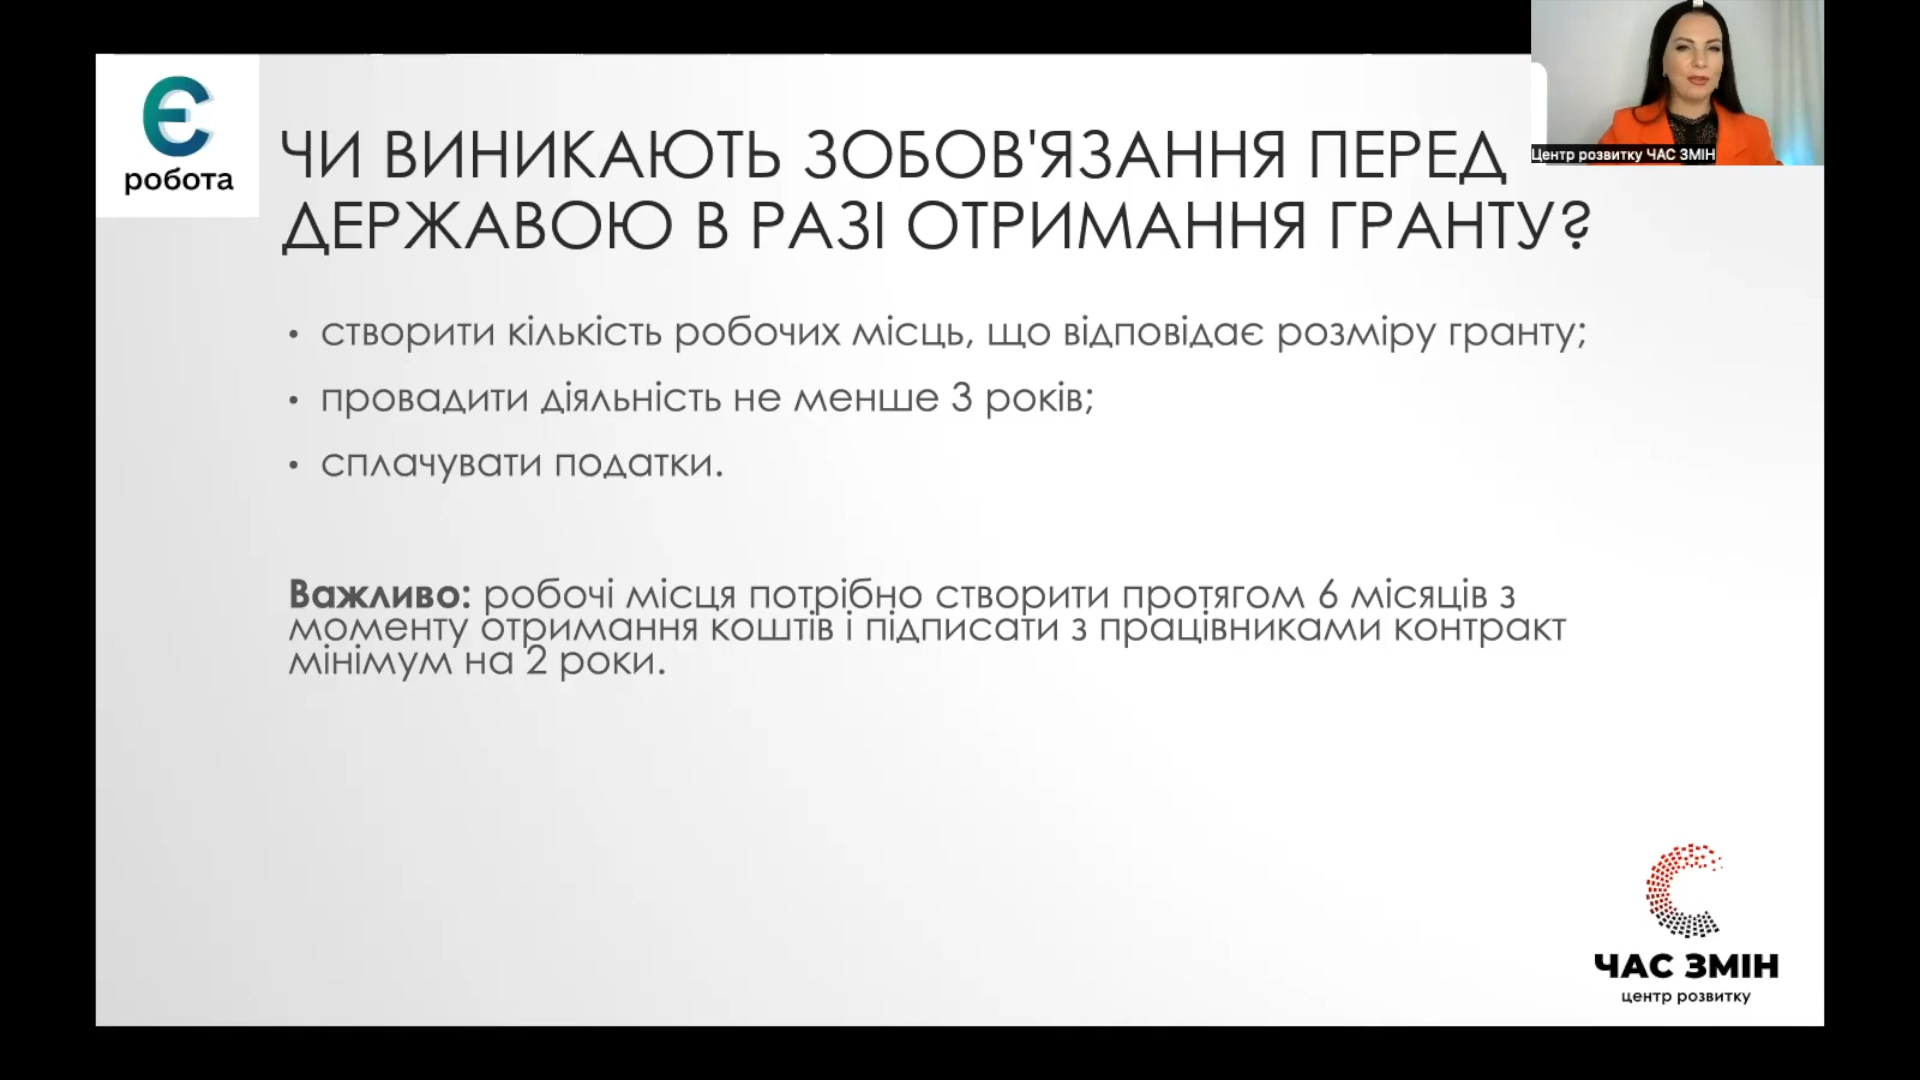 Є
робота
Центр розвитку ЧАС ЗМІН
ЧИ ВИНИКАЮТЬ ЗОБОВ'ЯЗАННЯ ПЕРЕД
ДЕРЖАВОЮ В РАЗІ ОТРИМАННЯ ГРАНТУ?
• створити кількість робочих місць, що відповідає розміру гранту;
• провадити діяльність не менше 3 років;
• сплачувати податки.
Важливо: робочі місця потрібно створити протягом 6 місяців з
моменту отримання коштів і підписати з працівниками контракт
мінімум на 2 роки.
ЧАС ЗМІН
центр розвитку